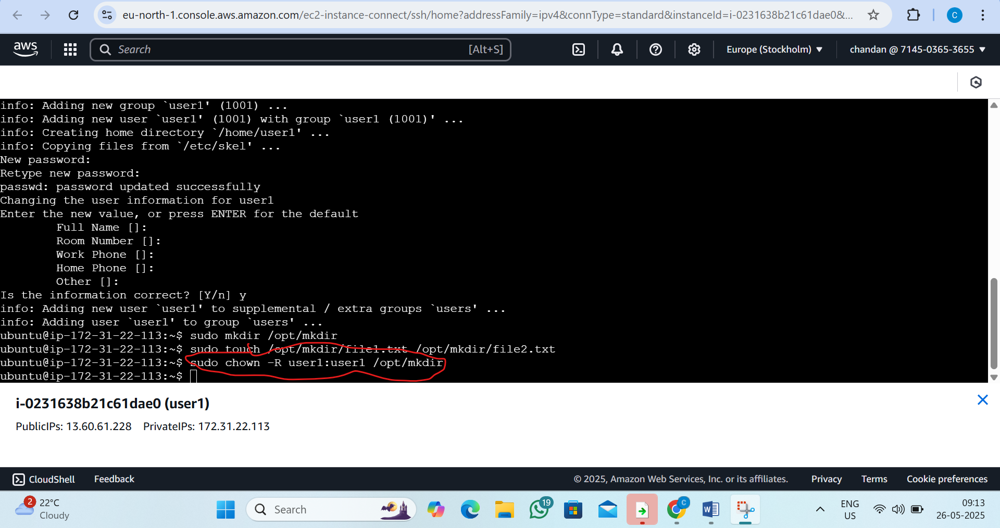 eu-north-1.console.aws.amazon.com/ec2-instance-connect/ssh/home?addressFamily=ipv4&connType=standard&instanceId=i-0231638b21c61dae0&...
C
aws
Search [Alt+S]
Europe (Stockholm) ▼
chandan @ 7145-0365-3655 ▼
info: Adding new group `user1' (1001) ...
info: Adding new user `user1' (1001) with group `user1 (1001)' ...
info: Creating home directory `/home/user1' ...
info: Copying files from `/etc/skel' ...
New password:
Retype new password:
passwd: password updated successfully
Changing the user information for user1
Enter the new value, or press ENTER for the default
Full Name []:
Room Number []:
Work Phone []:
Home Phone []:
Other []:
Is the information correct? [Y/n] y
info: Adding new user `user1' to supplemental / extra groups `users' ...
info: Adding user `user1' to group `users' ...
ubuntu@ip-172-31-22-113:~$ sudo mkdir /opt/mkdir
ubuntu@ip-172-31-22-113:~$ sudo touch /opt/mkdir/file1.txt /opt/mkdir/file2.txt
ubuntu@ip-172-31-22-113:~$ sudo chown -R user1:user1 /opt/mkdir
ubuntu@ip-172-31-22-113:~$
i-0231638b21c61dae0 (user1)
PublicIPs: 13.60.61.228 PrivateIPs: 172.31.22.113
CloudShell Feedback © 2025, Amazon Web Services, Inc. or its affiliates. Privacy Terms Cookie preferences
2
22°C
Cloudy
Search
19
C
W
ENG
US
09:13
26-05-2025